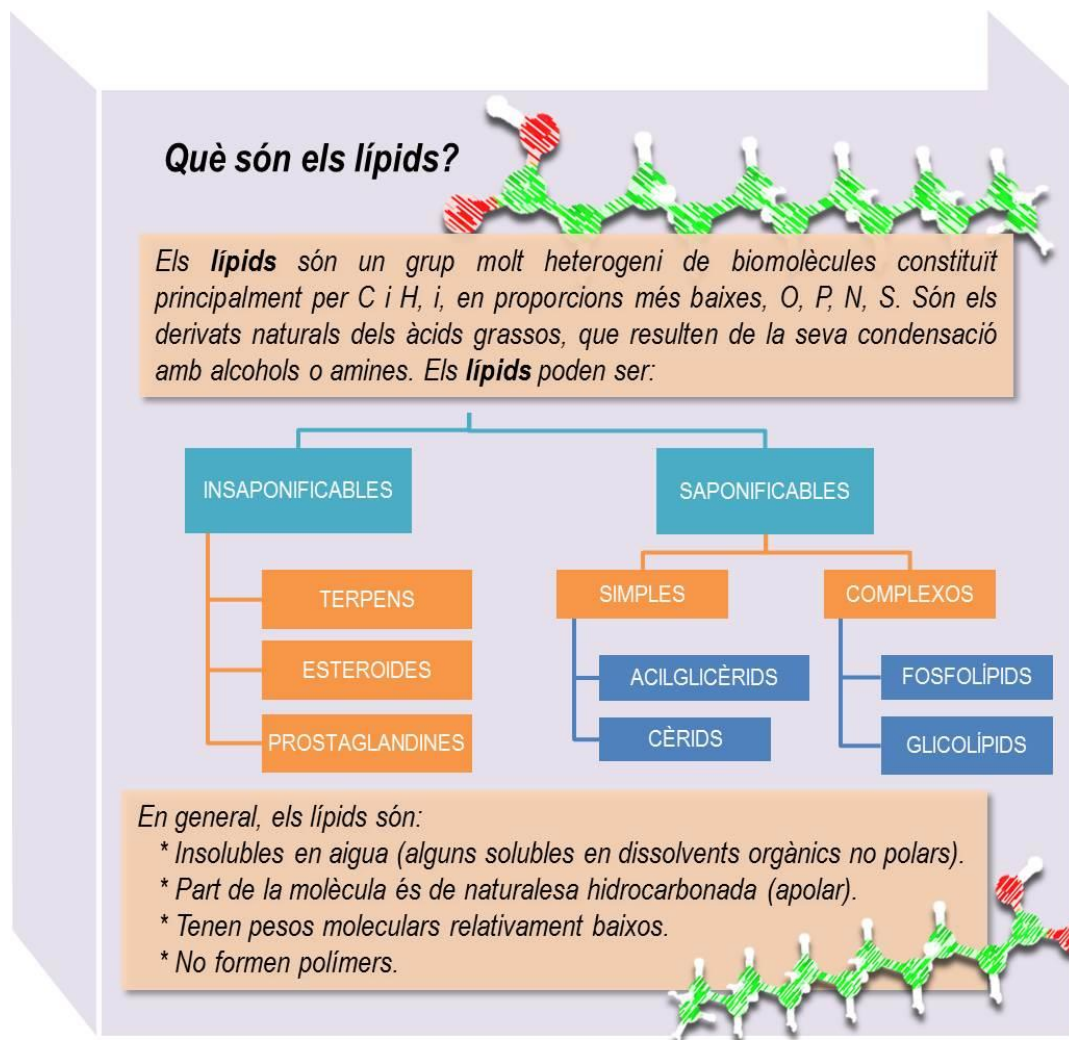 Què són els lípids?
Els lípids són un grup molt heterogeni de biomolècules constituït
principalment per C i H, i, en proporcions més baixes, O, P, N, S. Són els
derivats naturals dels àcids grassos, que resulten de la seva condensació
amb alcohols o amines. Els lípids poden ser:
INSAPONIFICABLES
SAPONIFICABLES
TERPENS
ESTEROIDES
PROSTAGLANDINES
SIMPLES
COMPLEXOS
ACILGLICÈRIDS
CÈRIDS
FOSFOLÍPIDS
GLICOLÍPIDS
En general, els lípids són:
* Insolubles en aigua (alguns solubles en dissolvents orgànics no polars).
* Part de la molècula és de naturalesa hidrocarbonada (apolar).
* Tenen pesos moleculars relativament baixos.
* No formen polímers.